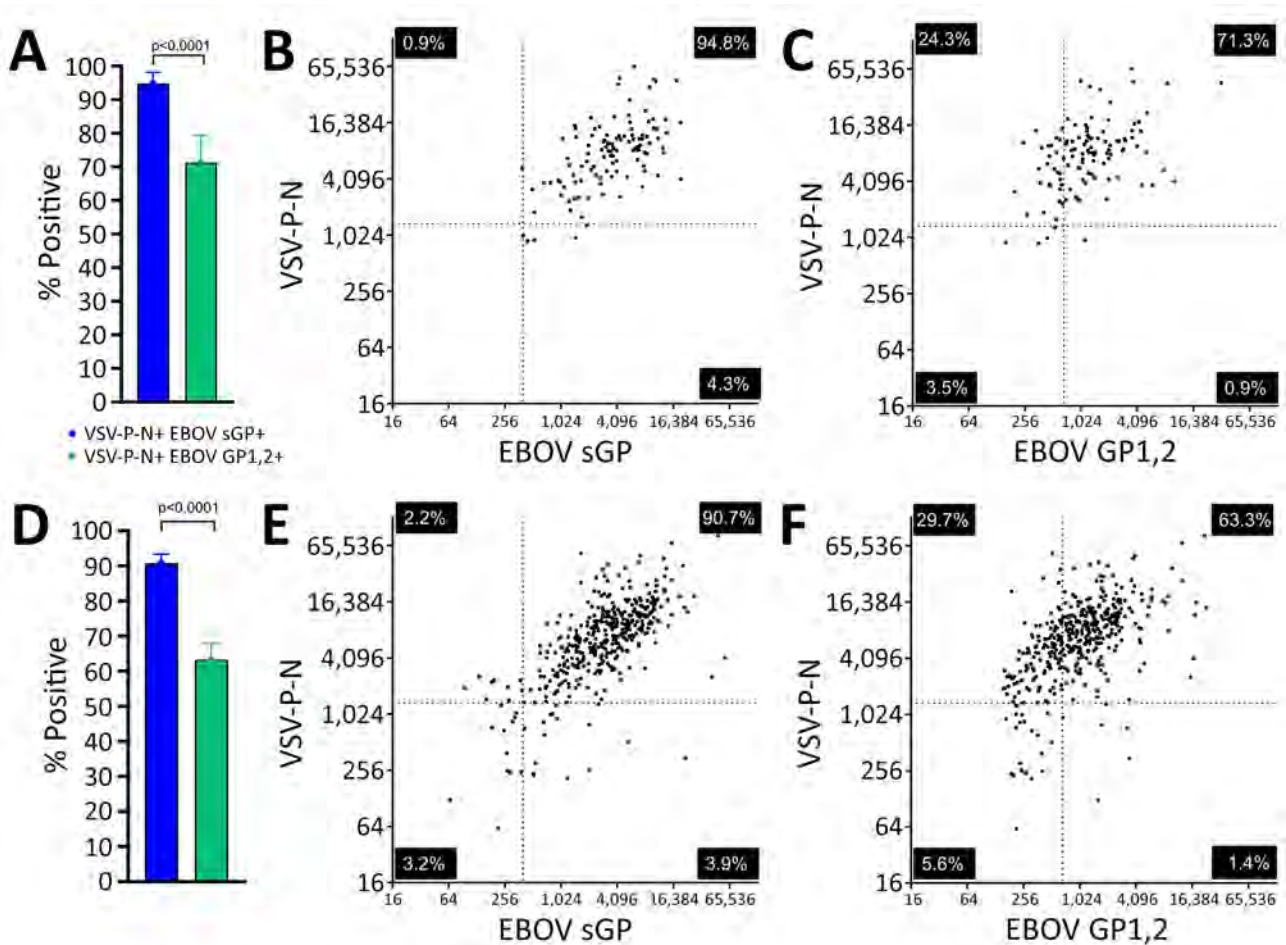 A
p<0.0001
100
90
80
70
60
50
40
30
20
10
0
% Positive
VSV-P-N+ EBOV sGP+
VSV-P-N+ EBOV GP1,2+
B
0.9%
94.8%
65,536
16,384
4,096
1,024
256
64
16
VSV-P-N
4.3%
16 64 256 1,024 4,096 16,384 65,536
EBOV sGP
C
24.3%
71.3%
65,536
16,384
4,096
1,024
256
64
16
VSV-P-N
3.5%
0.9%
16 64 256 1,024 4,096 16,384 65,536
EBOV GP1,2
D
p<0.0001
100
90
80
70
60
50
40
30
20
10
0
% Positive
E
2.2%
90.7%
65,536
16,384
4,096
1,024
256
64
16
VSV-P-N
3.2%
3.9%
16 64 256 1,024 4,096 16,384 65,536
EBOV sGP
F
29.7%
63.3%
65,536
16,384
4,096
1,024
256
64
16
VSV-P-N
5.6%
1.4%
16 64 256 1,024 4,096 16,384 65,536
EBOV GP1,2